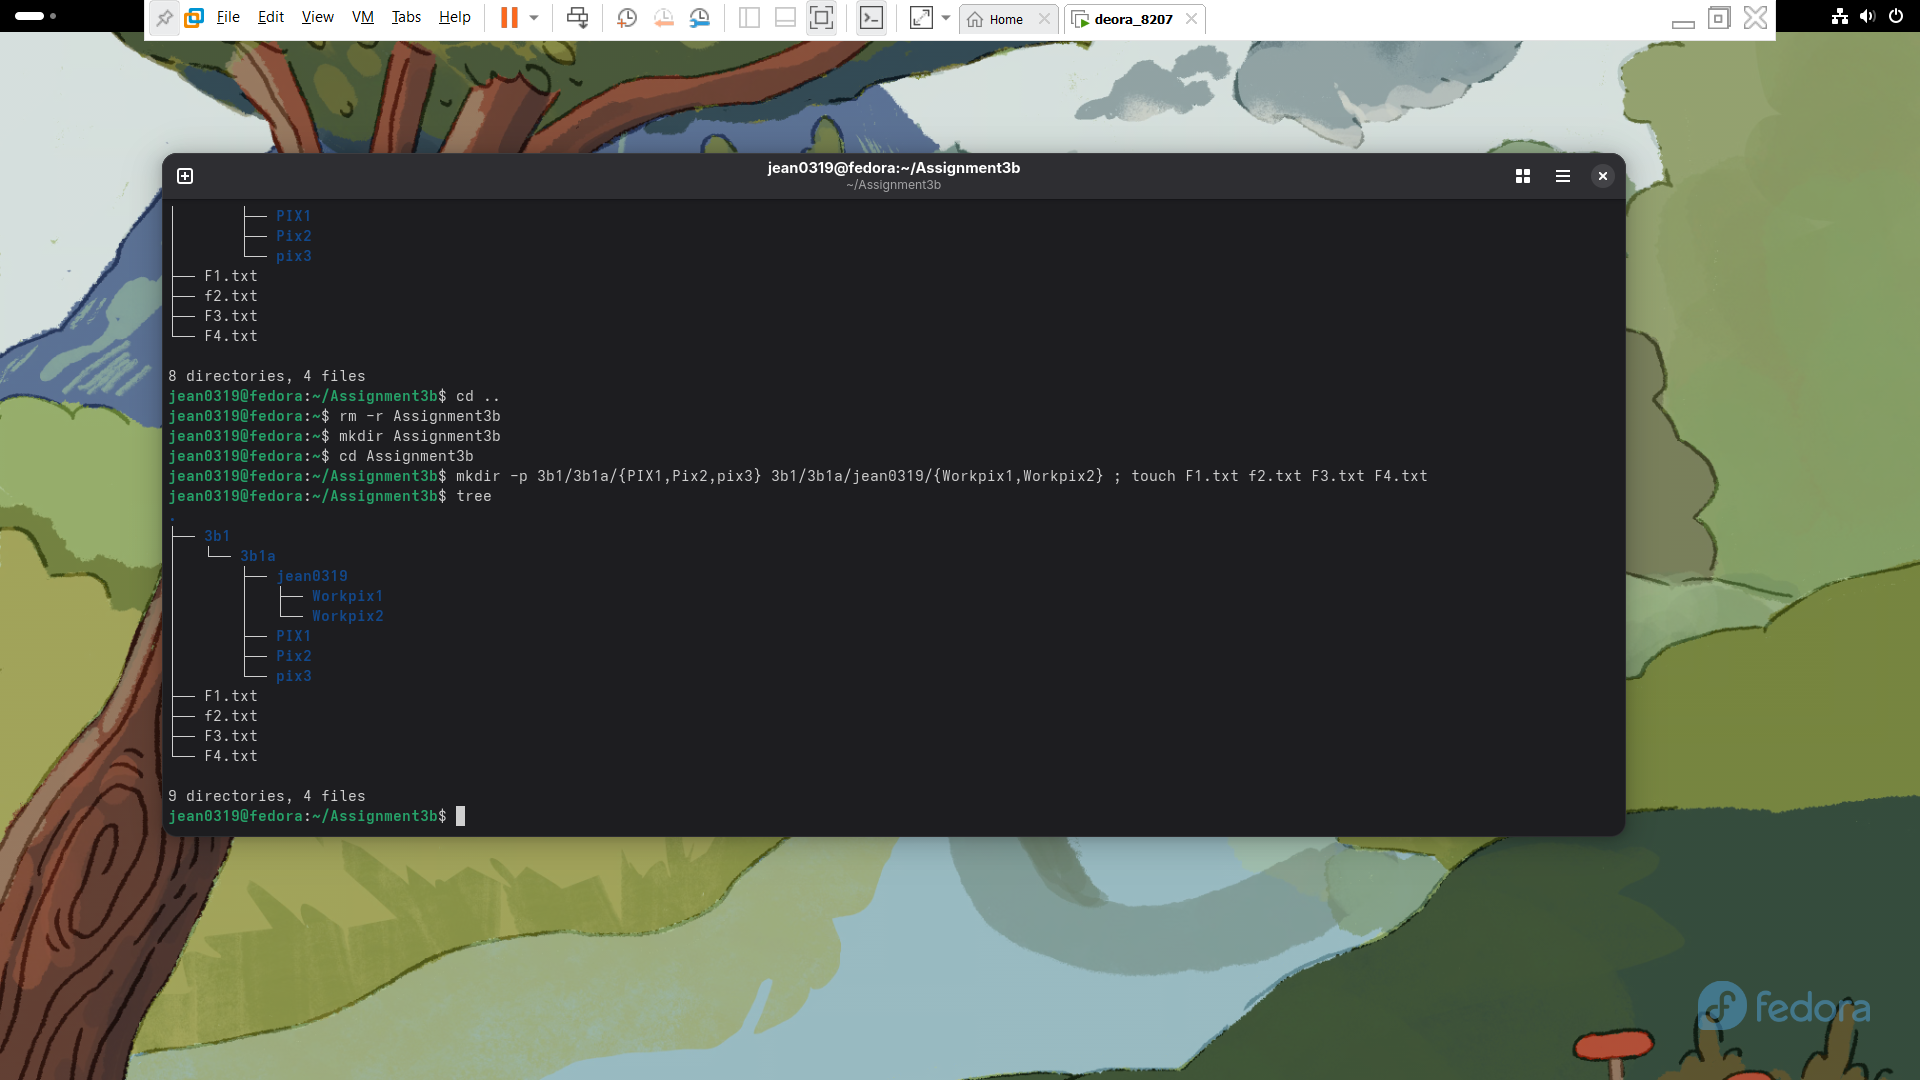 File Edit View VM Tabs Help Home deora_8207
jean0319@fedora:~/Assignment3b
~/Assignment3b
│       ├── PIX1
│       ├── Pix2
│       └── pix3
├── F1.txt
├── f2.txt
├── F3.txt
└── F4.txt
8 directories, 4 files
jean0319@fedora:~/Assignment3b$ cd ..
jean0319@fedora:~$ rm -r Assignment3b
jean0319@fedora:~$ mkdir Assignment3b
jean0319@fedora:~$ cd Assignment3b
jean0319@fedora:~/Assignment3b$ mkdir -p 3b1/3b1a/{PIX1,Pix2,pix3} 3b1/3b1a/jean0319/{Workpix1,Workpix2} ; touch F1.txt f2.txt F3.txt F4.txt
jean0319@fedora:~/Assignment3b$ tree
.
├── 3b1
│   └── 3b1a
│       ├── jean0319
│       │   ├── Workpix1
│       │   └── Workpix2
│       ├── PIX1
│       ├── Pix2
│       └── pix3
├── F1.txt
├── f2.txt
├── F3.txt
└── F4.txt
9 directories, 4 files
jean0319@fedora:~/Assignment3b$
fedora